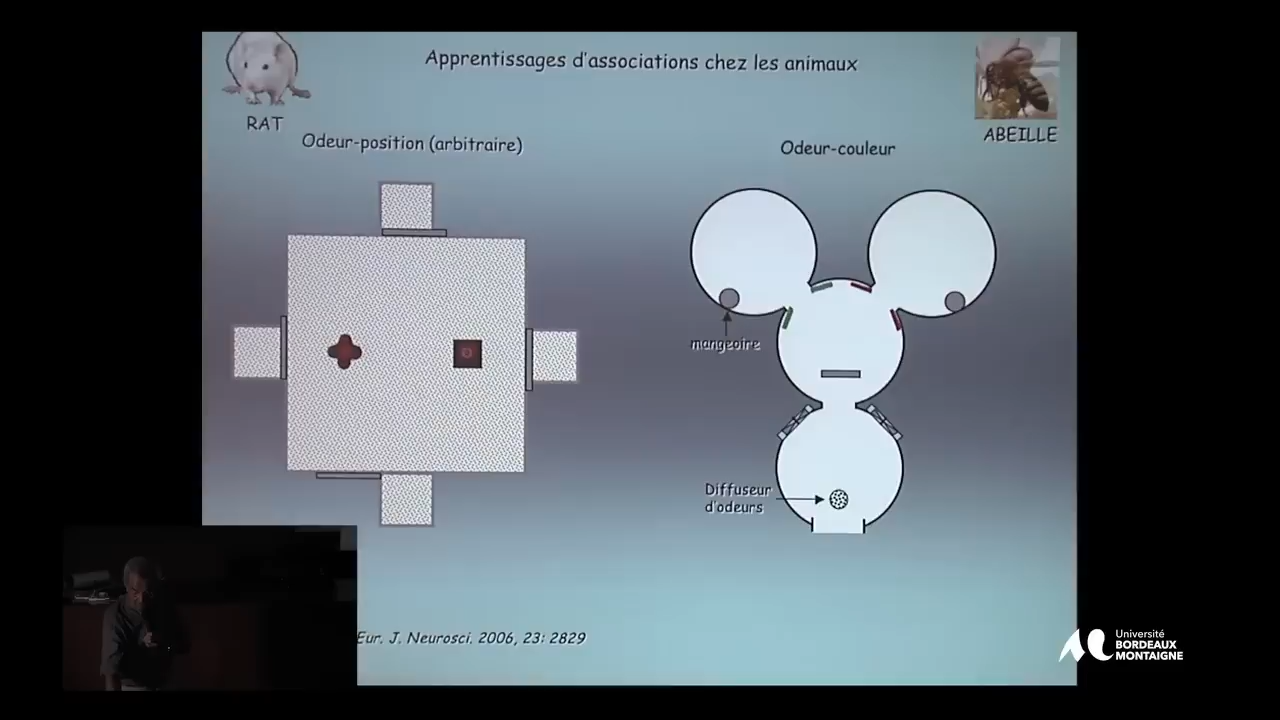 Apprentissages d'associations chez les animaux
RAT
ABEILLE
Odeur-position (arbitraire)
Odeur-couleur
mangeoire
Diffuseur
d'odeurs
Eur. J. Neurosci. 2006, 23: 2829
Université
BORDEAUX
MONTAIGNE